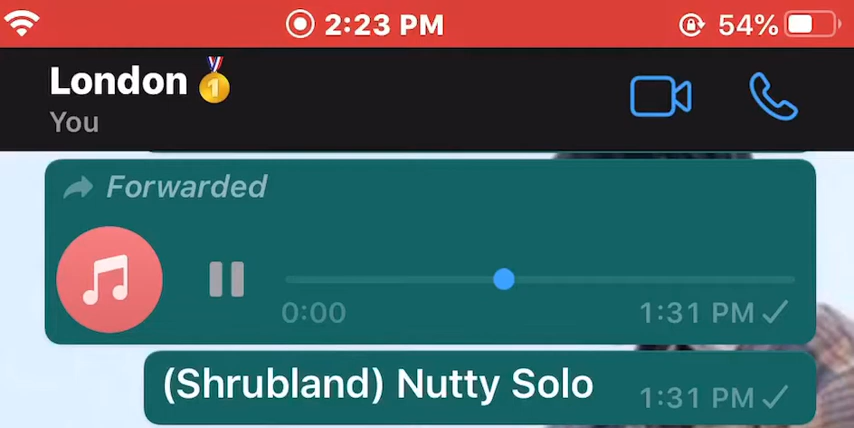 2:23 PM 54%
London 🥇
You
Forwarded
0:00 1:31 PM
(Shrubland) Nutty Solo 1:31 PM